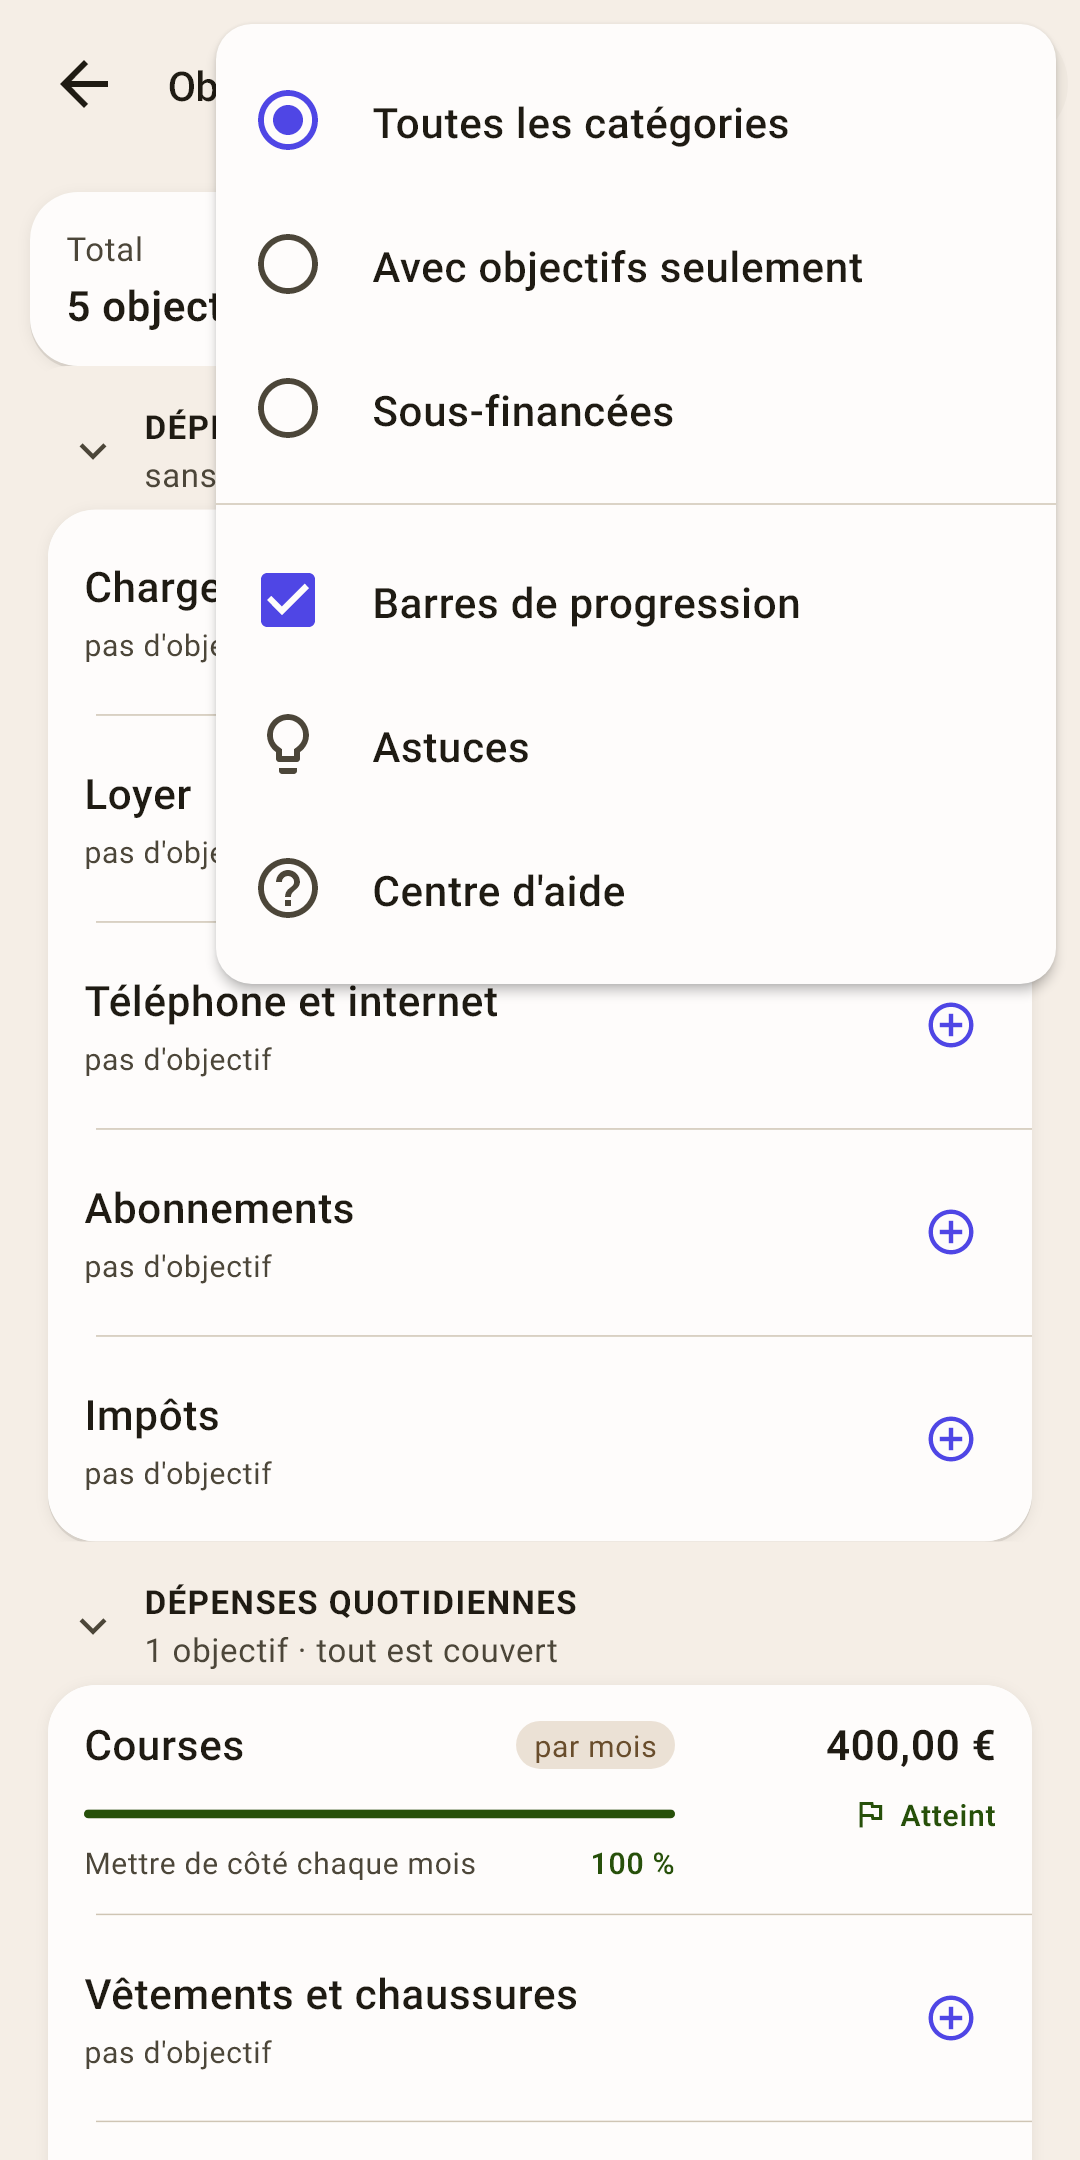 Ob
Toutes les catégories
Avec objectifs seulement
Sous-financées
Barres de progression
Astuces
Centre d'aide
Total
5 object
DÉP
sans
Charge
pas d'obje
Loyer
pas d'obje
Téléphone et internet
pas d'objectif
Abonnements
pas d'objectif
Impôts
pas d'objectif
DÉPENSES QUOTIDIENNES
1 objectif · tout est couvert
Courses
par mois
400,00 €
Atteint
Mettre de côté chaque mois
100 %
Vêtements et chaussures
pas d'objectif